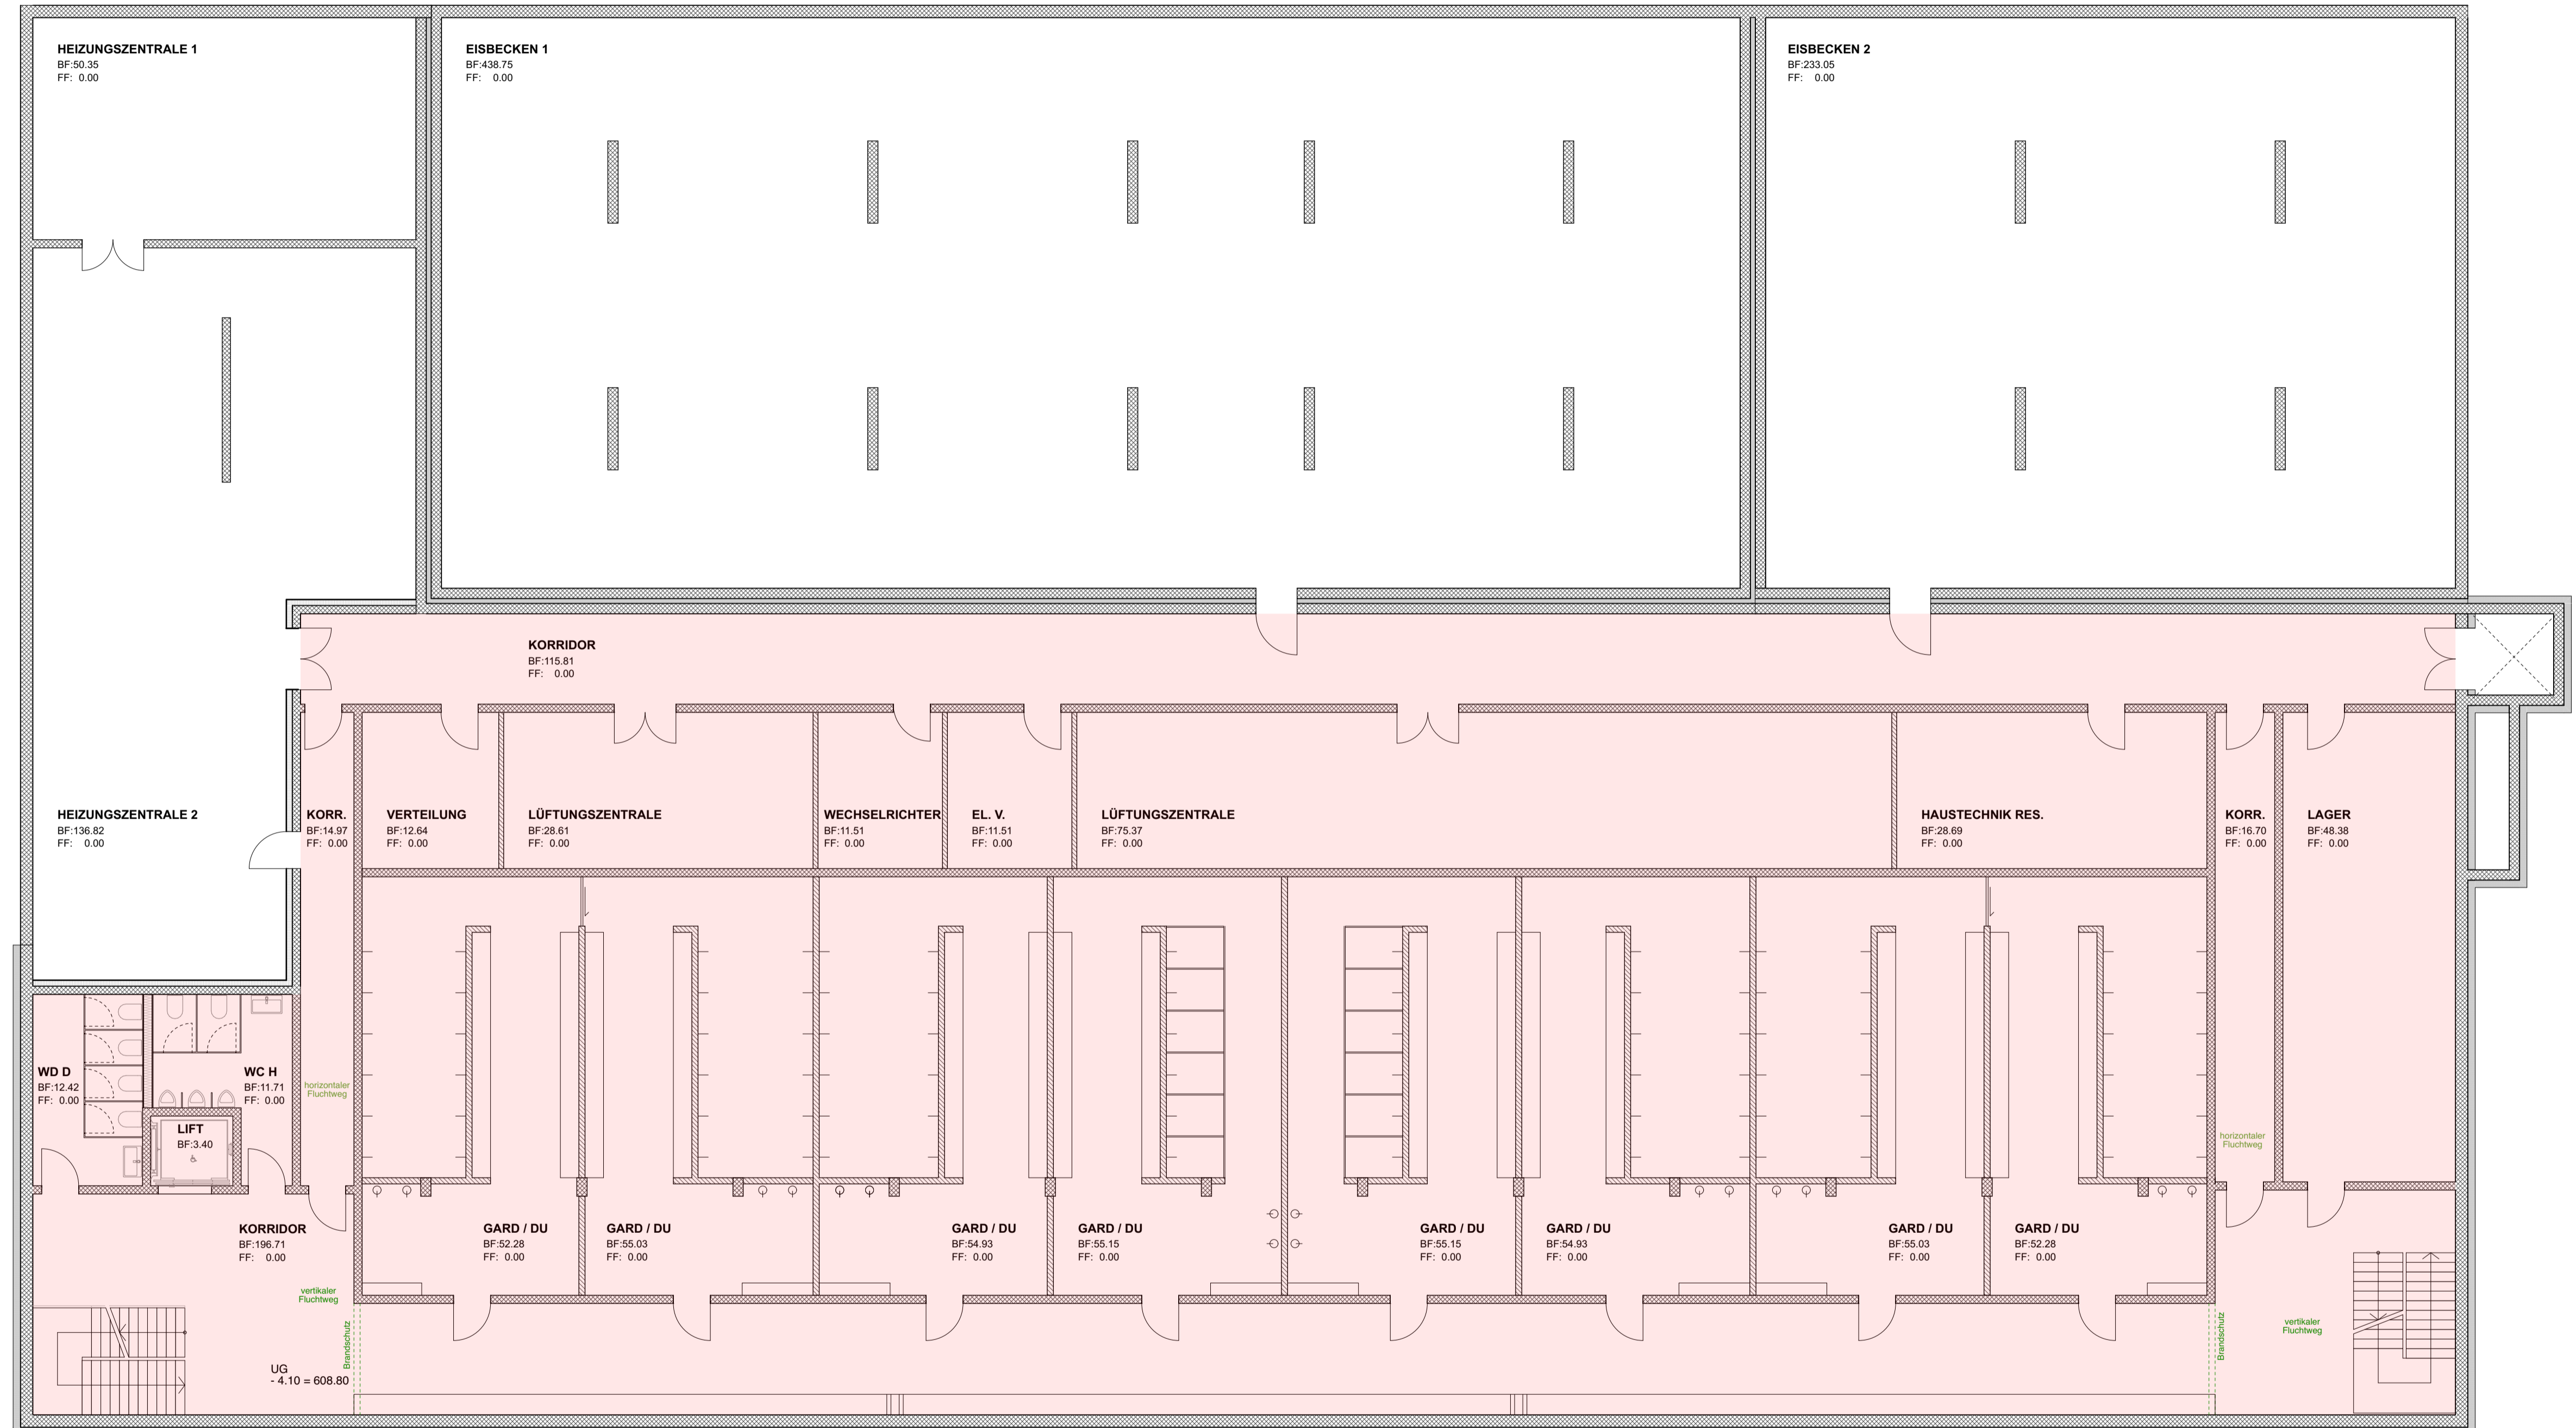 HEIZUNGSZENTRALE 1
BF:50.35
FF: 0.00
EISBECKEN 1
BF:438.75
FF: 0.00
EISBECKEN 2
BF:233.05
FF: 0.00
KORRIDOR
BF:115.81
FF: 0.00
HEIZUNGSZENTRALE 2
BF:136.82
FF: 0.00
KORR.
BF:14.97
FF: 0.00
VERTEILUNG
BF:12.64
FF: 0.00
LÜFTUNGSZENTRALE
BF:28.61
FF: 0.00
WECHSELRICHTER
BF:11.51
FF: 0.00
EL. V.
BF:11.51
FF: 0.00
LÜFTUNGSZENTRALE
BF:75.37
FF: 0.00
HAUSTECHNIK RES.
BF:28.69
FF: 0.00
KORR.
BF:16.70
FF: 0.00
LAGER
BF:48.38
FF: 0.00
WD D
BF:12.42
FF: 0.00
WC H
BF:11.71
FF: 0.00
horizontaler
Fluchtweg
LIFT
BF:3.40
horizontaler
Fluchtweg
KORRIDOR
BF:196.71
FF: 0.00
GARD / DU
BF:52.28
FF: 0.00
GARD / DU
BF:55.03
FF: 0.00
GARD / DU
BF:54.93
FF: 0.00
GARD / DU
BF:55.15
FF: 0.00
GARD / DU
BF:55.15
FF: 0.00
GARD / DU
BF:54.93
FF: 0.00
GARD / DU
BF:55.03
FF: 0.00
GARD / DU
BF:52.28
FF: 0.00
vertikaler
Fluchtweg
Brandschutz
Brandschutz
vertikaler
Fluchtweg
UG
- 4.10 = 608.80